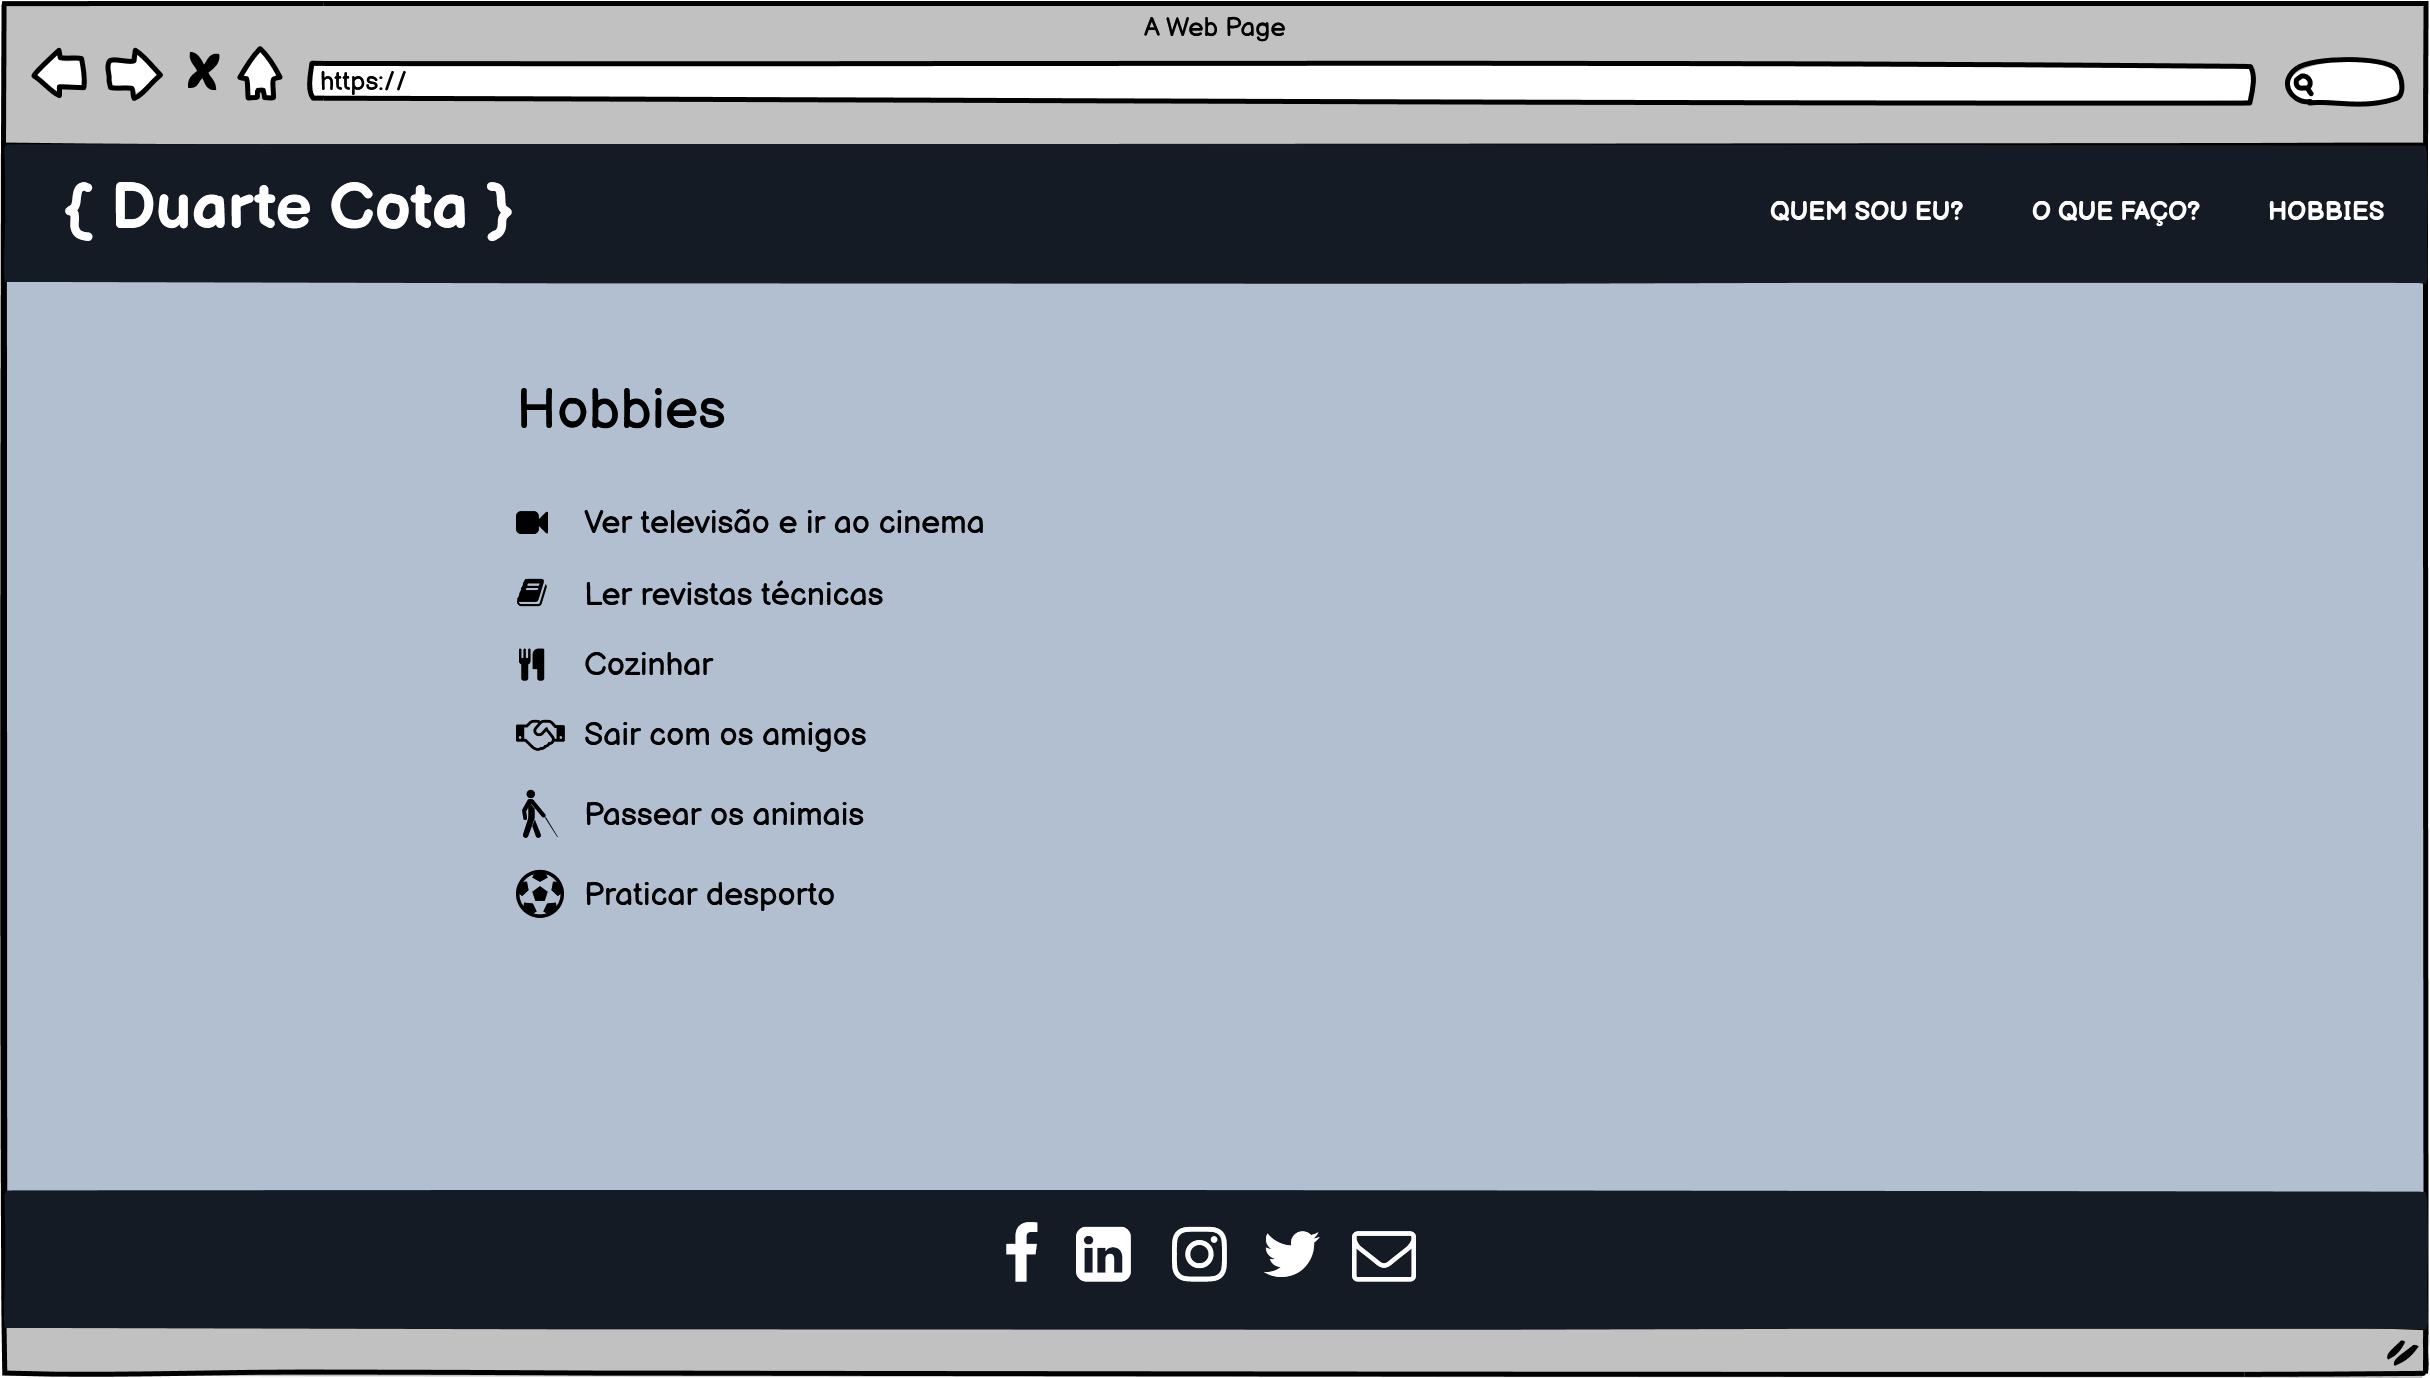 A Web Page
https://
{ Duarte Cota }
QUEM SOU EU?
O QUE FAÇO?
HOBBIES
Hobbies
Ver televisão e ir ao cinema
Ler revistas técnicas
Cozinhar
Sair com os amigos
Passear os animais
Praticar desporto